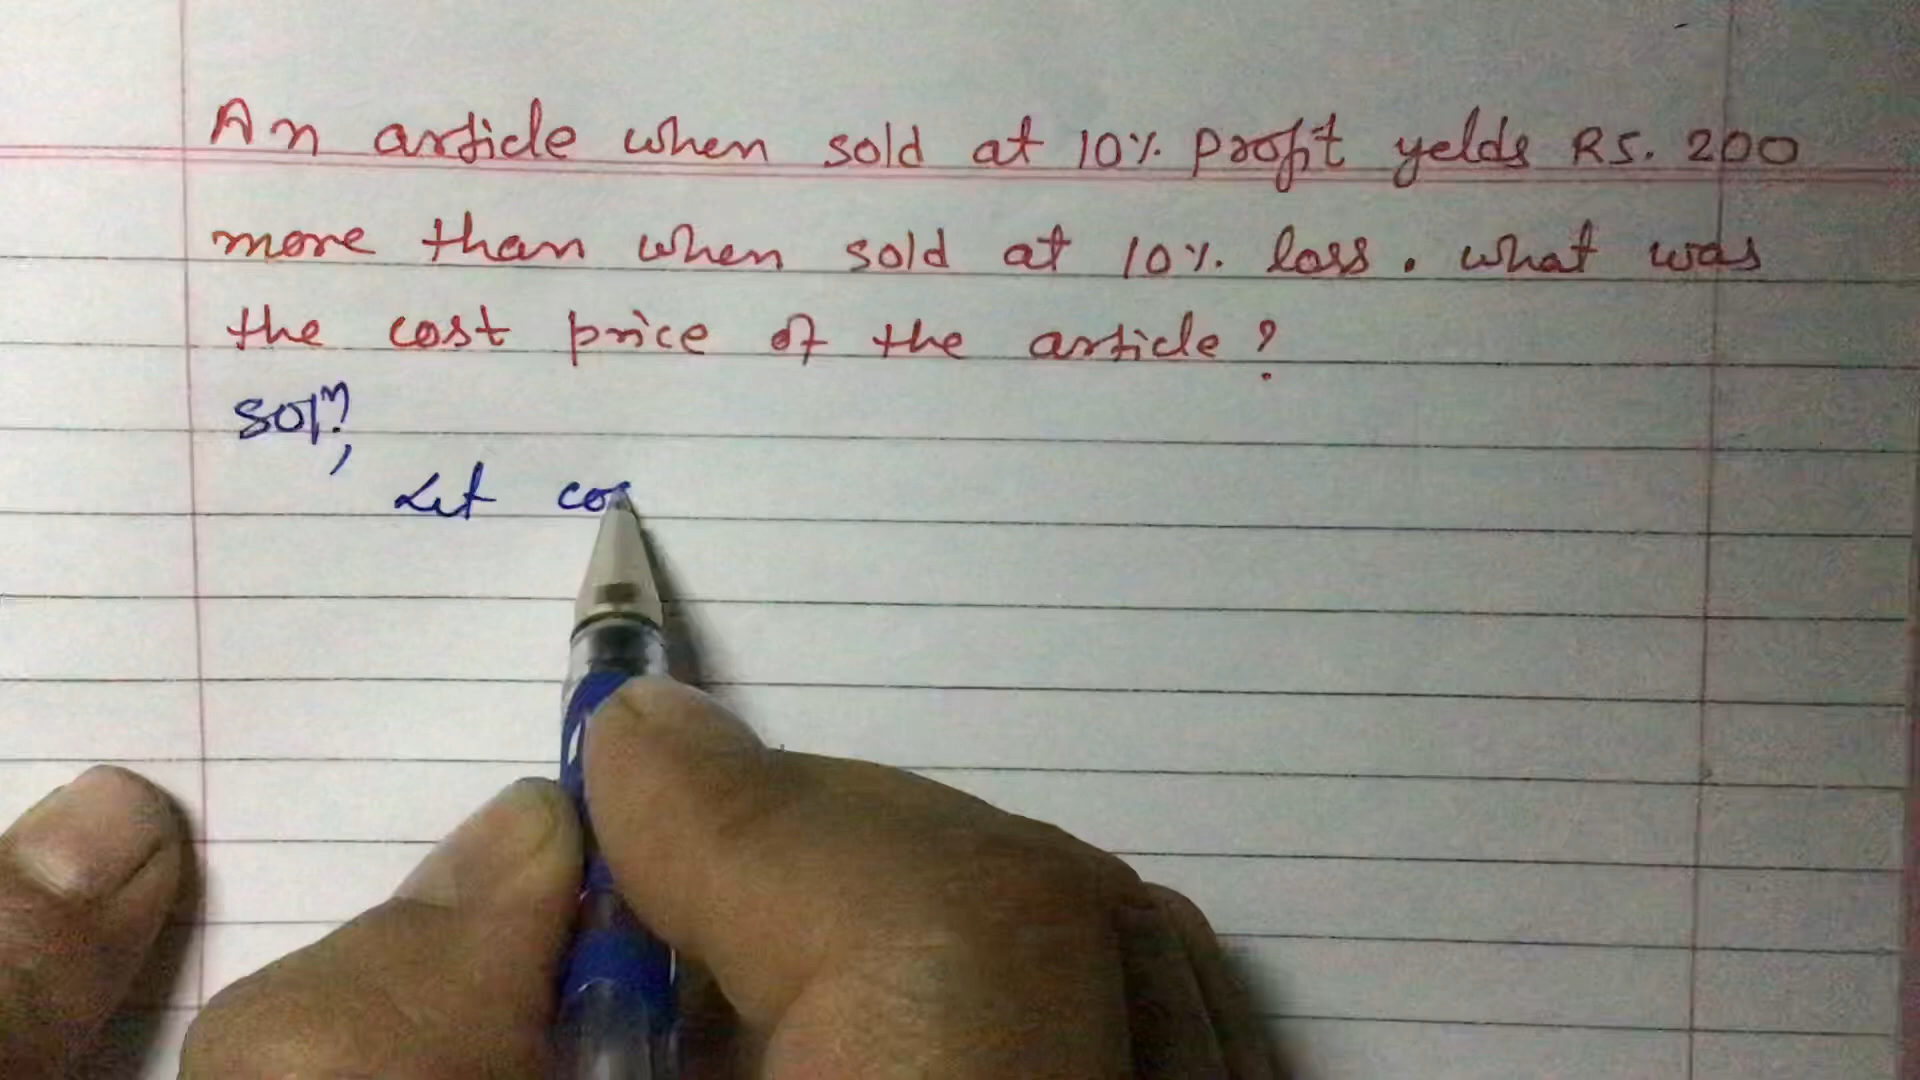 An article when sold at 10% profit yelds RS. 200
more than when sold at 10% loss. what was
the cost price of the article?
Solⁿ,
Let cos